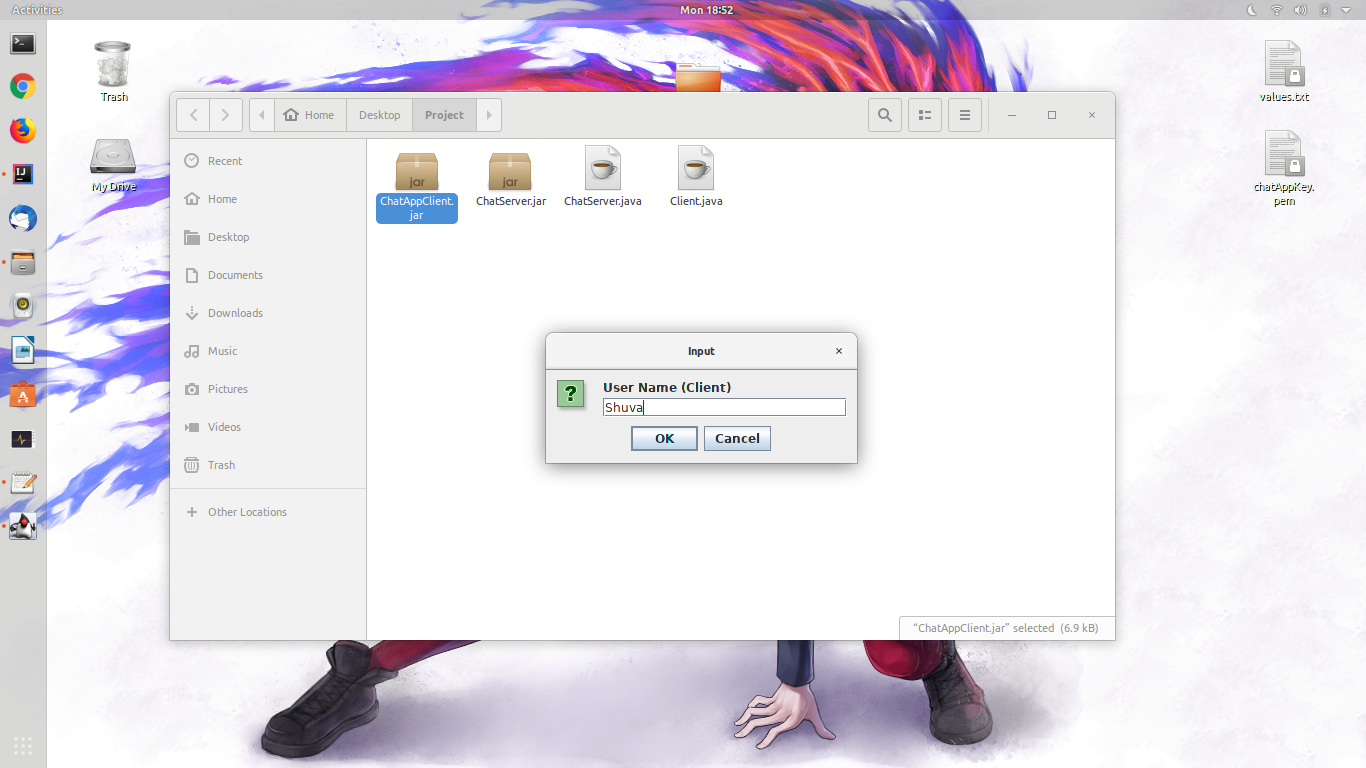 Activities
Mon 18:52
Trash
My Drive
values.txt
chatAppKey.
pem
Home
Desktop
Project
Recent
Home
Desktop
Documents
Downloads
Music
Pictures
Videos
Trash
Other Locations
jar
ChatAppClient.
jar
jar
ChatServer.jar
ChatServer.java
Client.java
Input
?
User Name (Client)
Shuva
OK
Cancel
“ChatAppClient.jar” selected (6.9 kB)
IJ
A